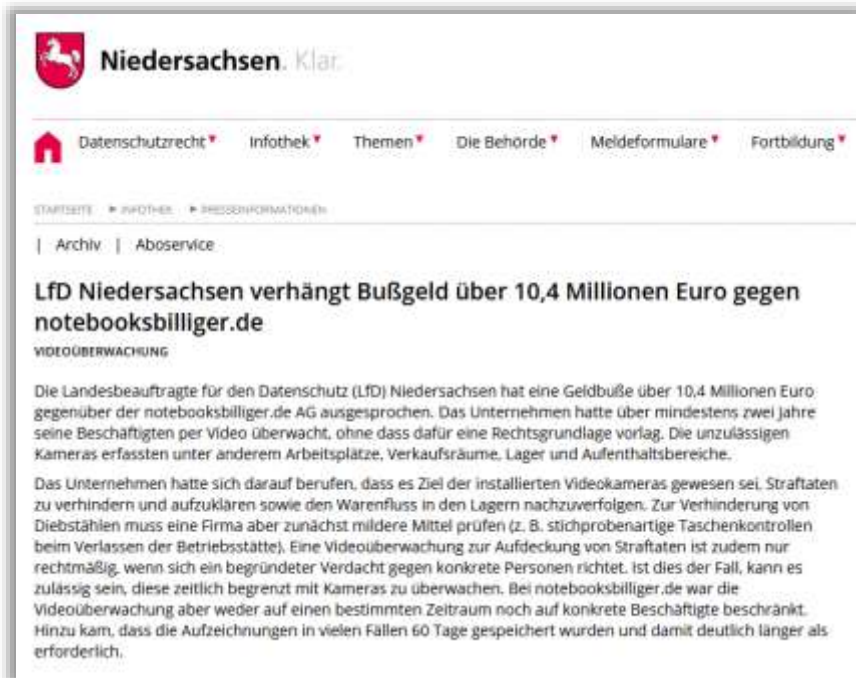 Niedersachsen. Klar.
Datenschutzrecht Infothek Themen Die Behörde Meldeformulare Fortbildung
STARTSEITE ▸ INFOTHEK ▸ PRESSEINFORMATIONEN
| Archiv | Aboservice
LfD Niedersachsen verhängt Bußgeld über 10,4 Millionen Euro gegen
notebooksbilliger.de
VIDEOÜBERWACHUNG
Die Landesbeauftragte für den Datenschutz (LfD) Niedersachsen hat eine Geldbuße über 10,4 Millionen Euro
gegenüber der notebooksbilliger.de AG ausgesprochen. Das Unternehmen hatte über mindestens zwei Jahre
seine Beschäftigten per Video überwacht, ohne dass dafür eine Rechtsgrundlage vorlag. Die unzulässigen
Kameras erfassten unter anderem Arbeitsplätze, Verkaufsräume, Lager und Aufenthaltsbereiche.
Das Unternehmen hatte sich darauf berufen, dass es Ziel der installierten Videokameras gewesen sei, Straftaten
zu verhindern und aufzuklären sowie den Warenfluss in den Lagern nachzuverfolgen. Zur Verhinderung von
Diebstählen muss eine Firma aber zunächst mildere Mittel prüfen (z. B. stichprobenartige Taschenkontrollen
beim Verlassen der Betriebsstätte). Eine Videoüberwachung zur Aufdeckung von Straftaten ist zudem nur
rechtmäßig, wenn sich ein begründeter Verdacht gegen konkrete Personen richtet. Ist dies der Fall, kann es
zulässig sein, diese zeitlich begrenzt mit Kameras zu überwachen. Bei notebooksbilliger.de war die
Videoüberwachung aber weder auf einen bestimmten Zeitraum noch auf konkrete Beschäftigte beschränkt.
Hinzu kam, dass die Aufzeichnungen in vielen Fällen 60 Tage gespeichert wurden und damit deutlich länger als
erforderlich.